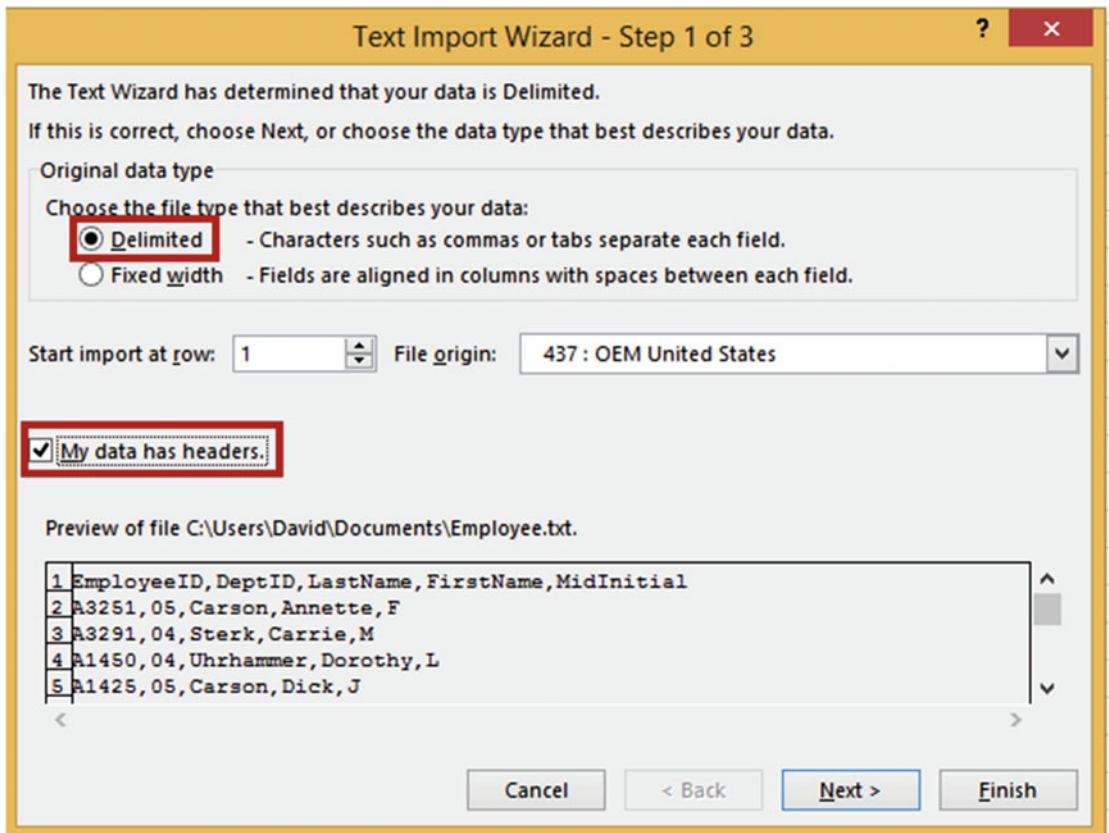 Text Import Wizard - Step 1 of 3
?
The Text Wizard has determined that your data is Delimited.
If this is correct, choose Next, or choose the data type that best describes your data.
Original data type
Choose the file type that best describes your data:
Delimited - Characters such as commas or tabs separate each field.
Fixed width - Fields are aligned in columns with spaces between each field.
Start import at row: 1 File origin: 437 : OEM United States
My data has headers.
Preview of file C:\Users\David\Documents\Employee.txt.
1 EmployeeID,DeptID,LastName,FirstName,MidInitial
2 A3251,05,Carson,Annette,F
3 A3291,04,Sterk,Carrie,M
4 A1450,04,Uhrhammer,Dorothy,L
5 A1425,05,Carson,Dick,J
Cancel < Back Next > Finish